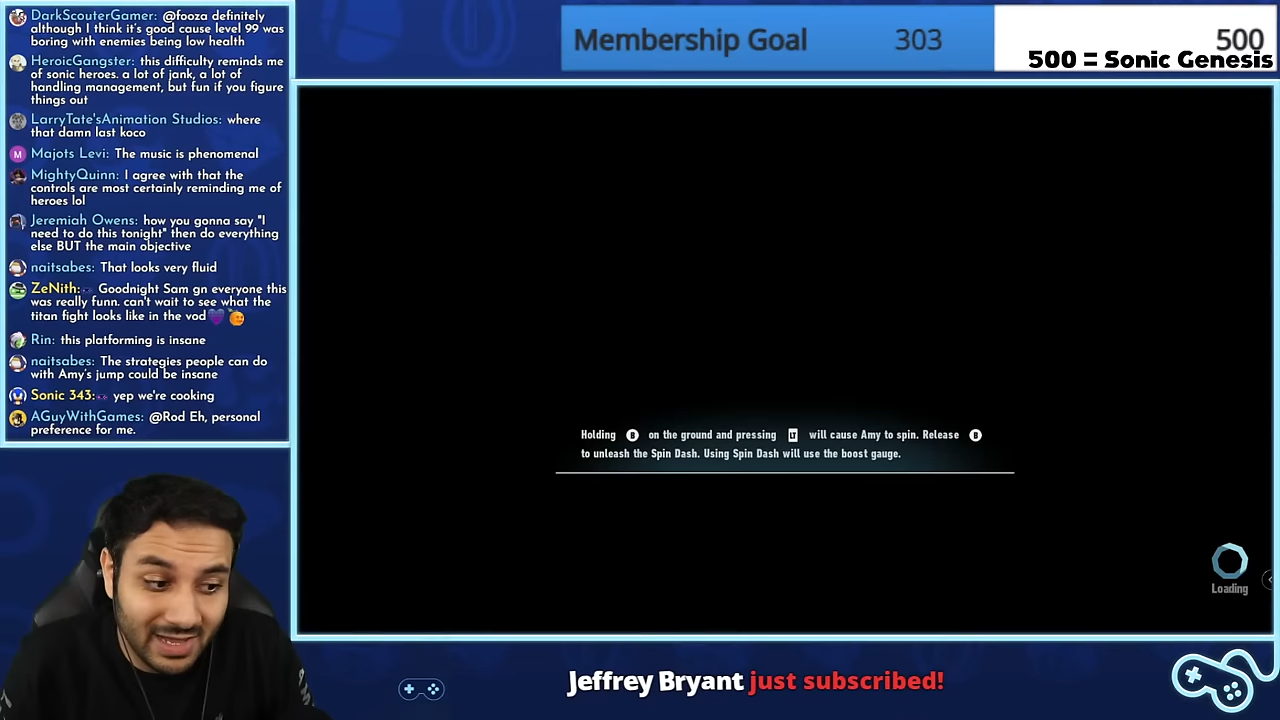 DarkScouterGamer: @fooza definitely
although I think it's good cause level 99 was
boring with enemies being low health
HeroicGangster: this difficulty reminds me
of sonic heroes. a lot of jank, a lot of
handling management, but fun if you figure
things out
LarryTate'sAnimation Studios: where
that damn last koco
M
Majots Levi: The music is phenomenal
MightyQuinn: I agree with that the
controls are most certainly reminding me of
heroes lol
Jeremiah Owens: how you gonna say "I
need to do this tonight" then do everything
else BUT the main objective
naitsabes: That looks very fluid
ZeNith: Goodnight Sam gn everyone this
was really funn. can't wait to see what the
titan fight looks like in the vod
Rin: this platforming is insane
naitsabes: The strategies people can do
with Amy's jump could be insane
Sonic 343: yep we're cooking
AGuyWithGames: @Rod Eh, personal
preference for me.
Membership Goal 303 500
500 = Sonic Genesis
Holding B on the ground and pressing LT will cause Amy to spin. Release B
to unleash the Spin Dash. Using Spin Dash will use the boost gauge.
Loading
Jeffrey Bryant just subscribed!